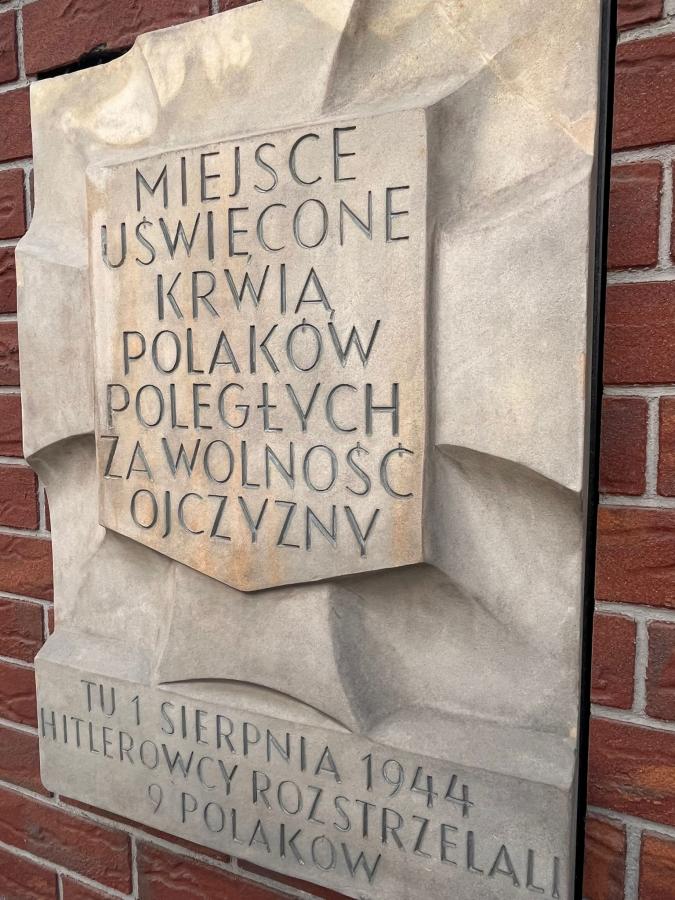 MIEJSCE
UŚWIĘCONE
KRWIĄ
POLAKÓW
POLEGŁYCH
ZA WOLNOŚĆ
OJCZYZNY
TU 1 SIERPNIA 1944
HITLEROWCY ROZSTRZELALI
9 POLAKÓW